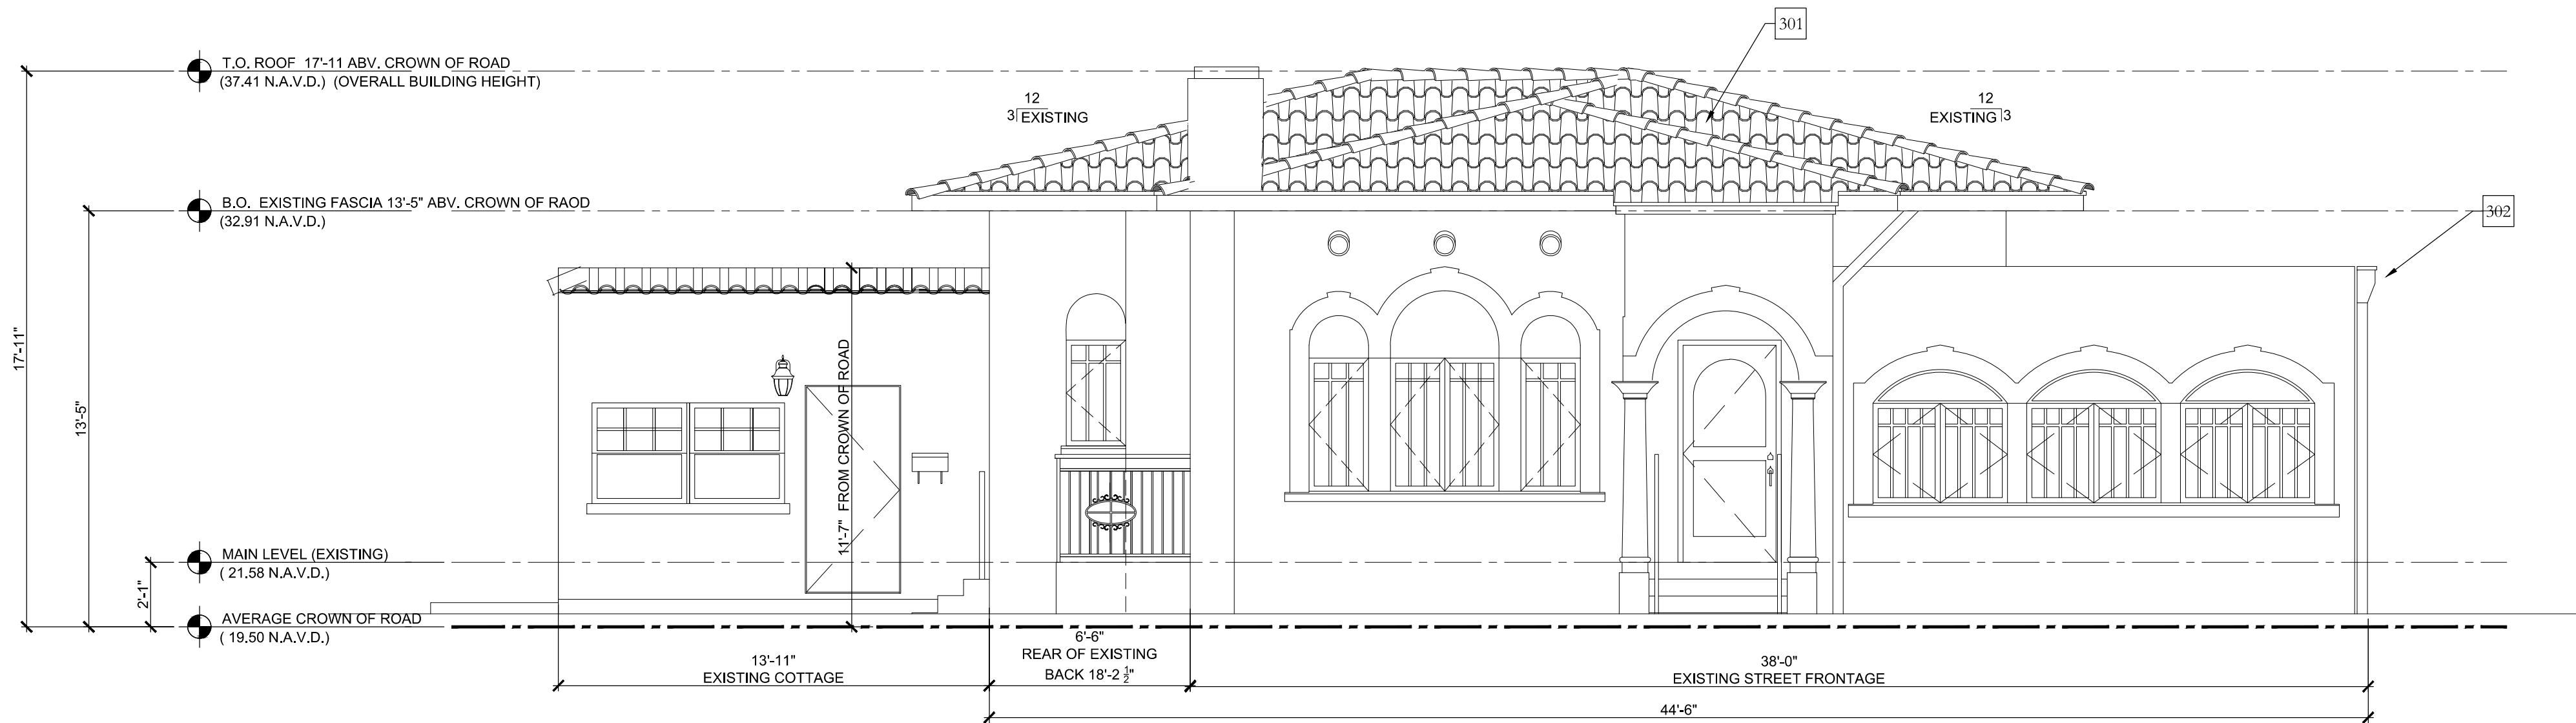 301
T.O. ROOF 17'-11 ABV. CROWN OF ROAD
(37.41 N.A.V.D.) (OVERALL BUILDING HEIGHT)
12
3 EXISTING
12
EXISTING 3
B.O. EXISTING FASCIA 13'-5" ABV. CROWN OF RAOD
(32.91 N.A.V.D.)
302
17'-11"
13'-5"
11'-7" FROM CROWN OF ROAD
MAIN LEVEL (EXISTING)
( 21.58 N.A.V.D.)
2'-1"
AVERAGE CROWN OF ROAD
( 19.50 N.A.V.D.)
13'-11"
EXISTING COTTAGE
6'-6"
REAR OF EXISTING
BACK 18'-2 1/2"
38'-0"
EXISTING STREET FRONTAGE
44'-6"